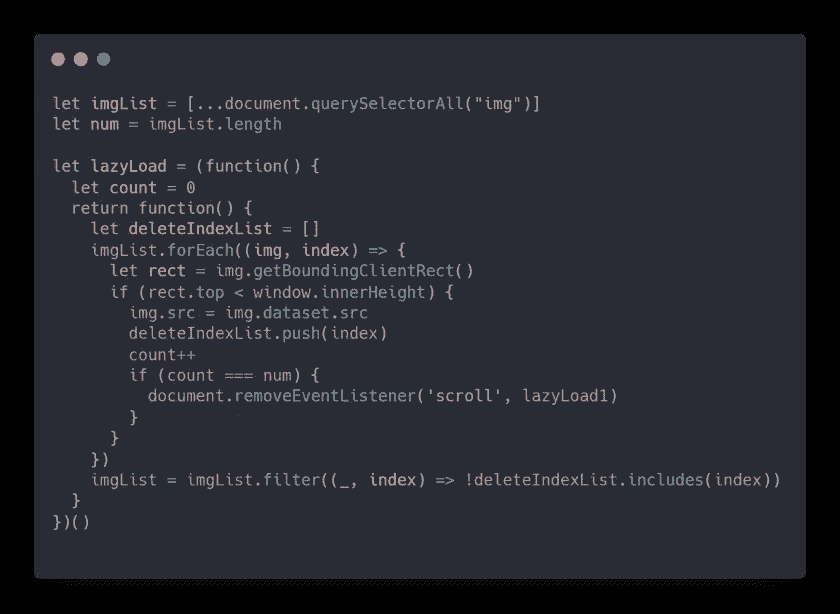 let imgList = [...document.querySelectorAll("img")]
let num = imgList.length
let lazyLoad = (function() {
let count = 0
return function() {
let deleteIndexList = []
imgList.forEach((img, index) => {
let rect = img.getBoundingClientRect()
if (rect.top < window.innerHeight) {
img.src = img.dataset.src
deleteIndexList.push(index)
count++
if (count === num) {
document.removeEventListener('scroll', lazyLoad1)
}
}
})
imgList = imgList.filter((_, index) => !deleteIndexList.includes(index))
}
})()